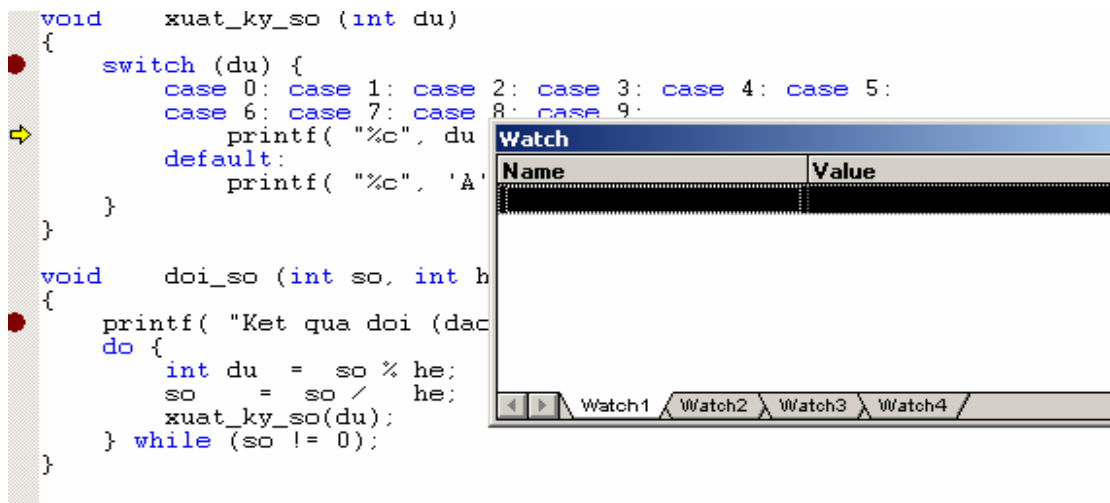 void xuat_ky_so (int du)
{
switch (du) {
case 0: case 1: case 2: case 3: case 4: case 5:
case 6: case 7: case 8: case 9:
printf( "%c", du
default:
printf( "%c", 'A'
}
}
void doi_so (int so, int h
{
printf( "Ket qua doi (dao
do {
int du = so % he;
so = so / he;
xuat_ky_so(du);
} while (so != 0);
}
Watch
Name Value
Watch1 Watch2 Watch3 Watch4